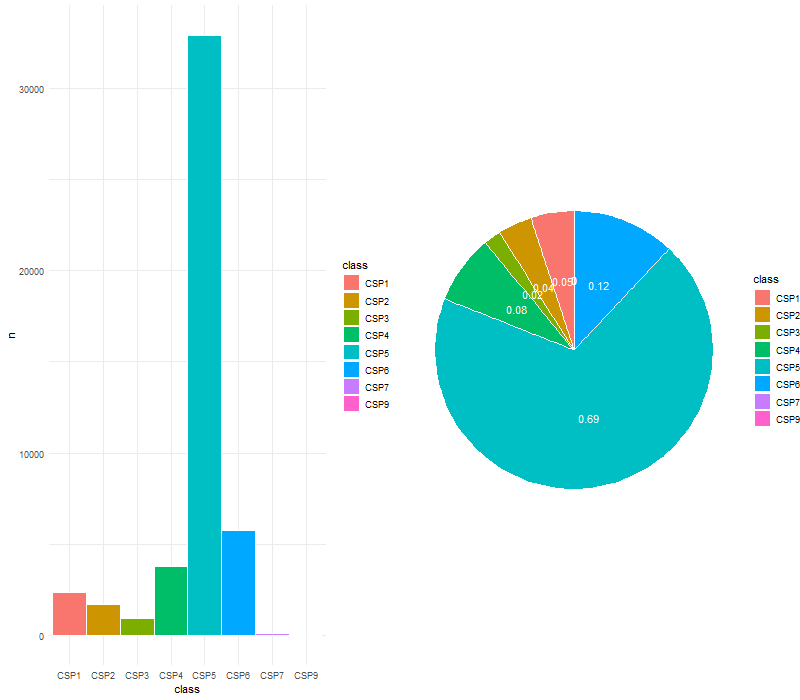 30000
20000
10000
0
n
CSP1 CSP2 CSP3 CSP4 CSP5 CSP6 CSP7 CSP9
class
class
CSP1
CSP2
CSP3
CSP4
CSP5
CSP6
CSP7
CSP9
0.05
0
0.04
0.02
0.08
0.12
0.69
class
CSP1
CSP2
CSP3
CSP4
CSP5
CSP6
CSP7
CSP9